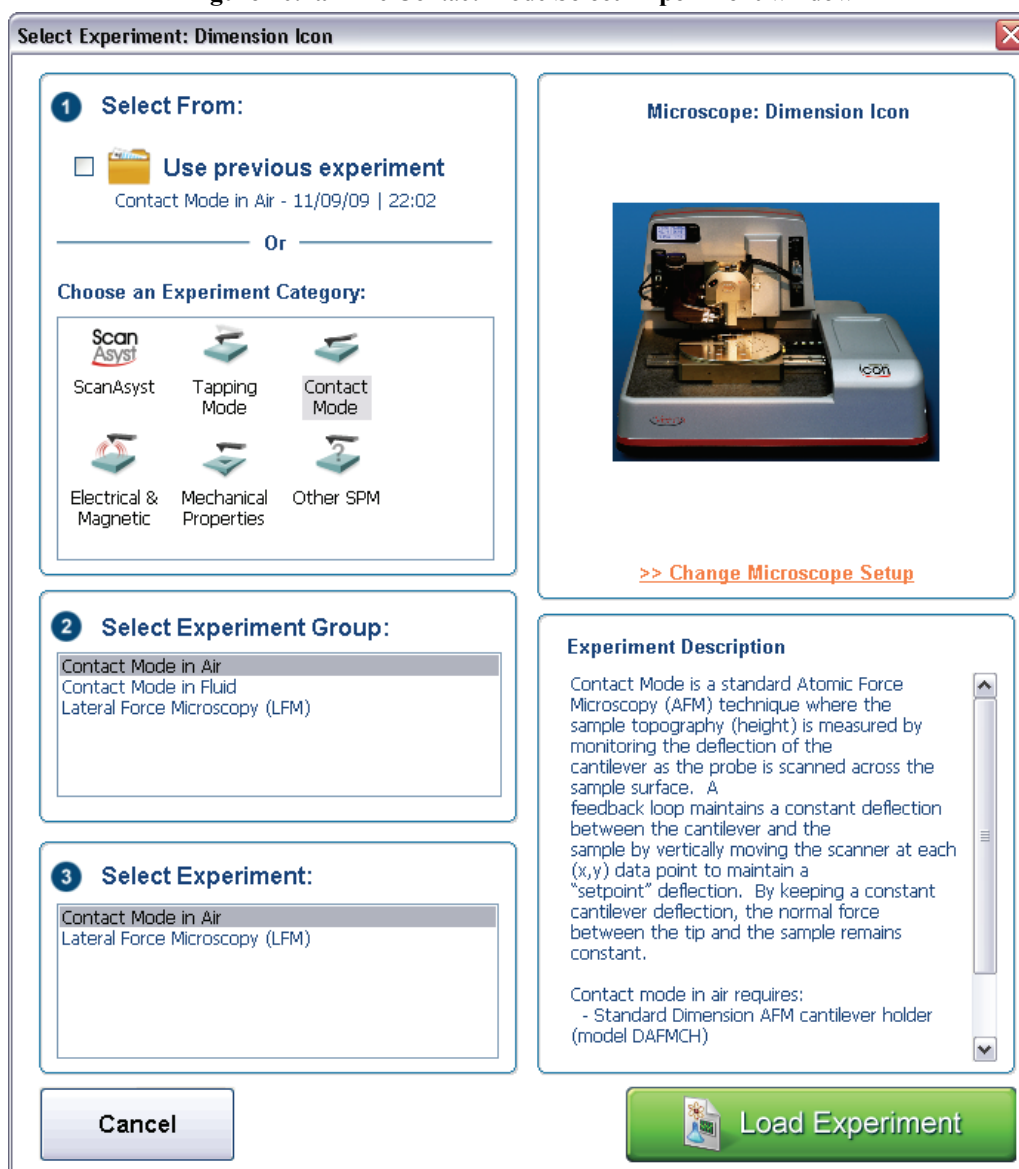 Select Experiment: Dimension Icon
1 Select From:
Use previous experiment
Contact Mode in Air - 11/09/09 | 22:02
Or
Choose an Experiment Category:
Scan
Asyst
ScanAsyst
Tapping
Mode
Contact
Mode
Electrical &
Magnetic
Mechanical
Properties
?
Other SPM
Microscope: Dimension Icon
Icon
>> Change Microscope Setup
2 Select Experiment Group:
Contact Mode in Air
Contact Mode in Fluid
Lateral Force Microscopy (LFM)
3 Select Experiment:
Contact Mode in Air
Lateral Force Microscopy (LFM)
Experiment Description
Contact Mode is a standard Atomic Force
Microscopy (AFM) technique where the
sample topography (height) is measured by
monitoring the deflection of the
cantilever as the probe is scanned across the
sample surface. A
feedback loop maintains a constant deflection
between the cantilever and the
sample by vertically moving the scanner at each
(x,y) data point to maintain a
"setpoint" deflection. By keeping a constant
cantilever deflection, the normal force
between the tip and the sample remains
constant.
Contact mode in air requires:
- Standard Dimension AFM cantilever holder
(model DAFMCH)
Cancel
Load Experiment